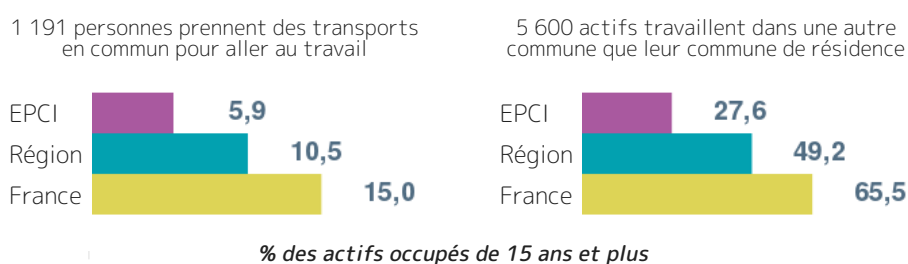 1 191 personnes prennent des transports
en commun pour aller au travail
EPCI 5,9
Région 10,5
France 15,0
5 600 actifs travaillent dans une autre
commune que leur commune de résidence
EPCI 27,6
Région 49,2
France 65,5
% des actifs occupés de 15 ans et plus